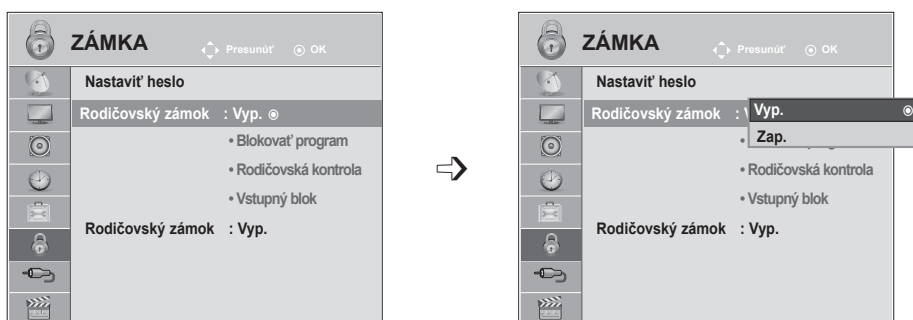 ZÁMKA
Presunúť
OK
Nastaviť heslo
Rodičovský zámok : Vyp.
• Blokovať program
• Rodičovská kontrola
• Vstupný blok
Rodičovský zámok : Vyp.
ZÁMKA
Presunúť
OK
Nastaviť heslo
Rodičovský zámok :
Vyp.
Zap.
• Rodičovská kontrola
• Vstupný blok
Rodičovský zámok : Vyp.